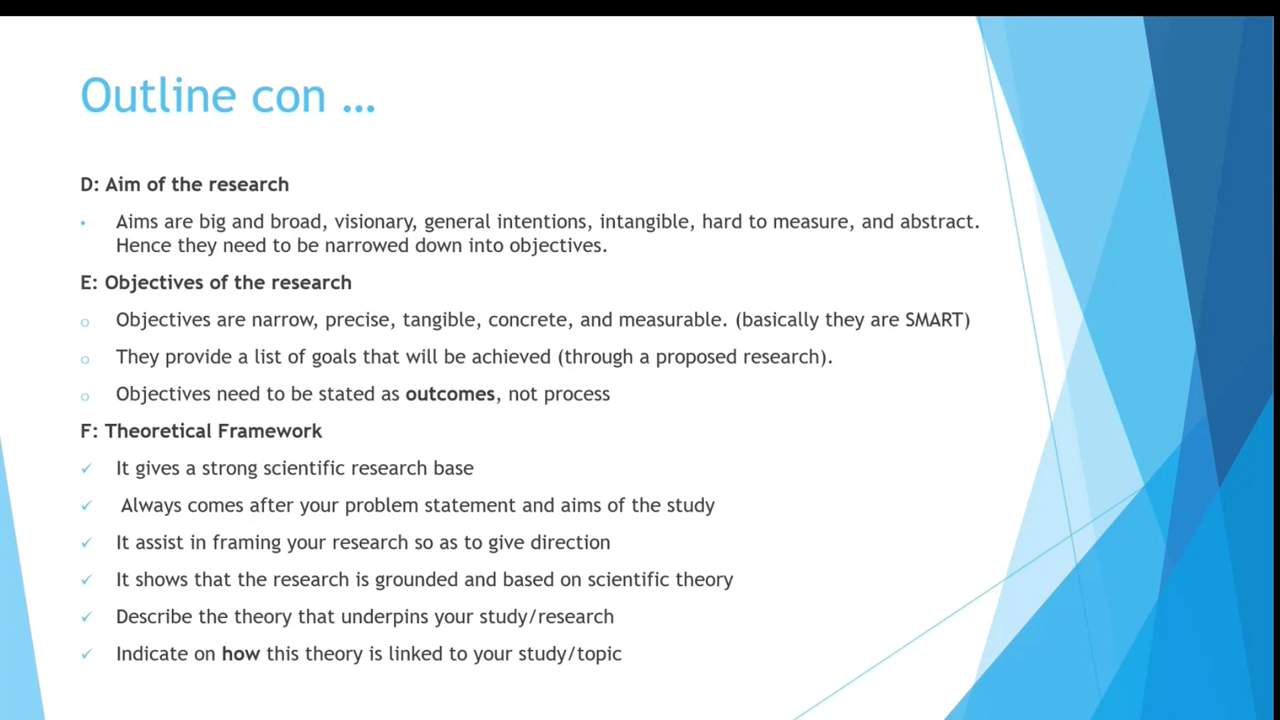 Outline con ...
D: Aim of the research
• Aims are big and broad, visionary, general intentions, intangible, hard to measure, and abstract.
Hence they need to be narrowed down into objectives.
E: Objectives of the research
o Objectives are narrow, precise, tangible, concrete, and measurable. (basically they are SMART)
o They provide a list of goals that will be achieved (through a proposed research).
o Objectives need to be stated as outcomes, not process
F: Theoretical Framework
✓ It gives a strong scientific research base
✓ Always comes after your problem statement and aims of the study
✓ It assist in framing your research so as to give direction
✓ It shows that the research is grounded and based on scientific theory
✓ Describe the theory that underpins your study/research
✓ Indicate on how this theory is linked to your study/topic